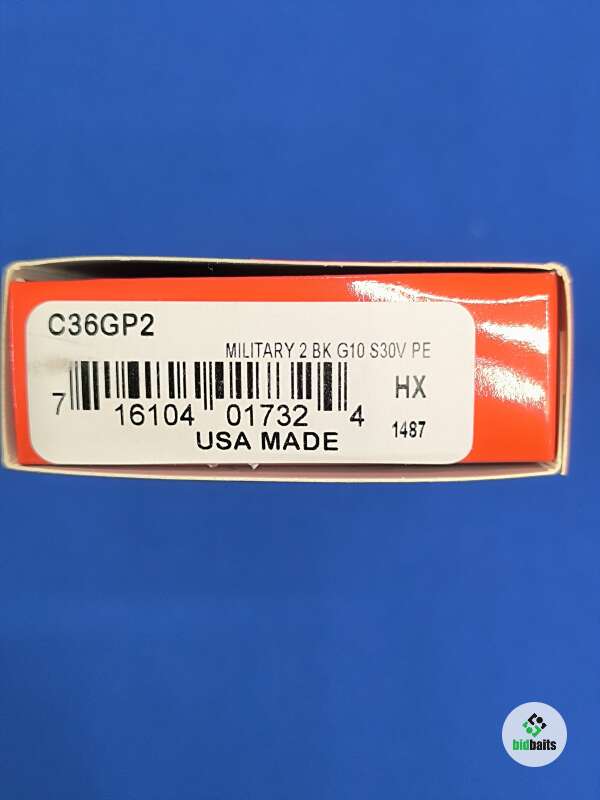 C36GP2
MILITARY 2 BK G10 S30V PE
7 16104 01732 4
HX
USA MADE
1487
bidbaits